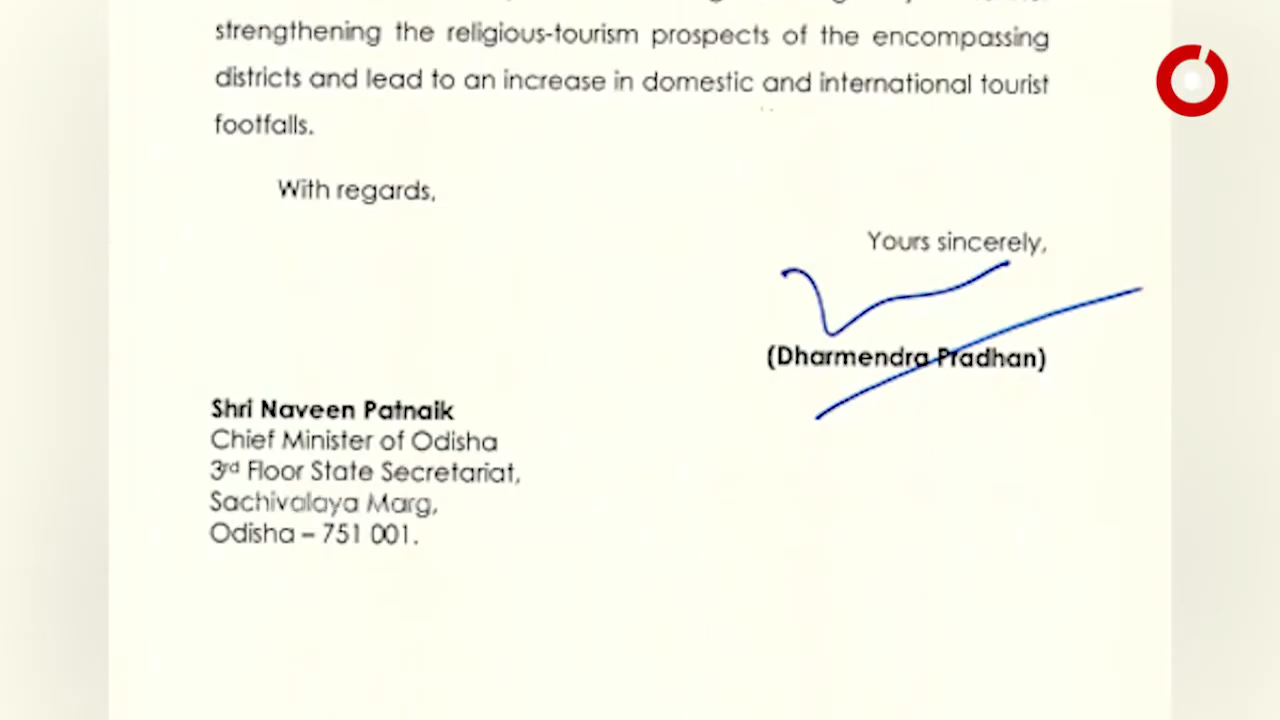 strengthening the religious-tourism prospects of the encompassing
districts and lead to an increase in domestic and international tourist
footfalls.
With regards,
Yours sincerely,
(Dharmendra Pradhan)
Shri Naveen Patnaik
Chief Minister of Odisha
3rd Floor State Secretariat,
Sachivalaya Marg,
Odisha – 751 001.